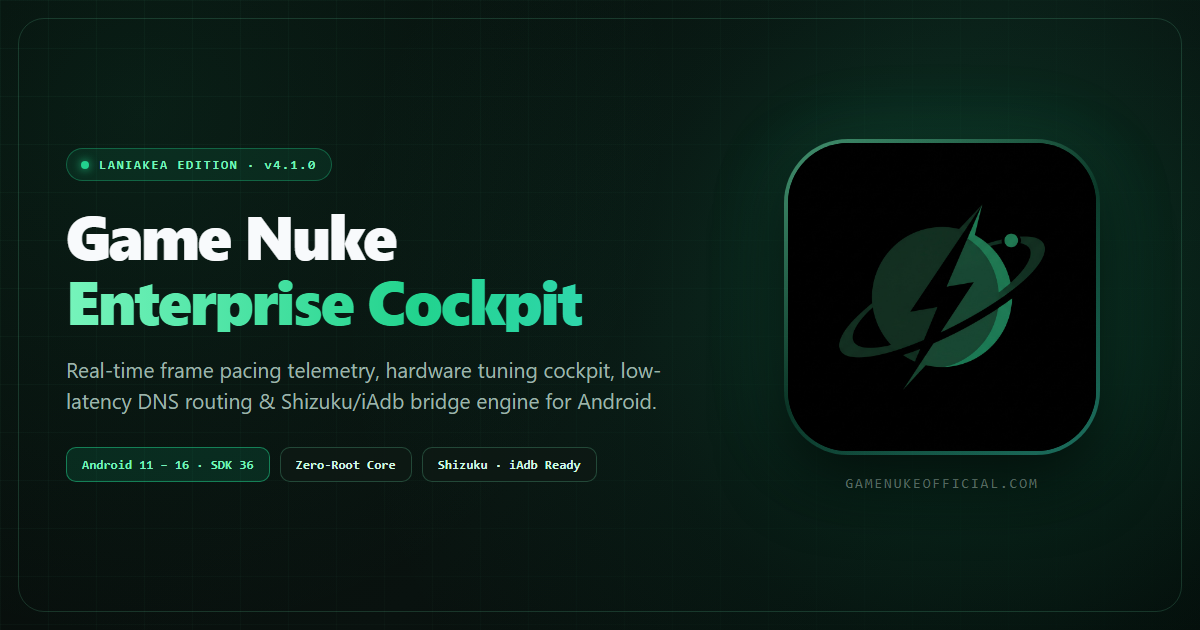 LANIAKEA EDITION · v4.1.0
Game Nuke
Enterprise Cockpit
Real-time frame pacing telemetry, hardware tuning cockpit, low-
latency DNS routing & Shizuku/iAdb bridge engine for Android.
Android 11 – 16 · SDK 36
Zero-Root Core
Shizuku · iAdb Ready
GAMENUKEOFFICIAL.COM